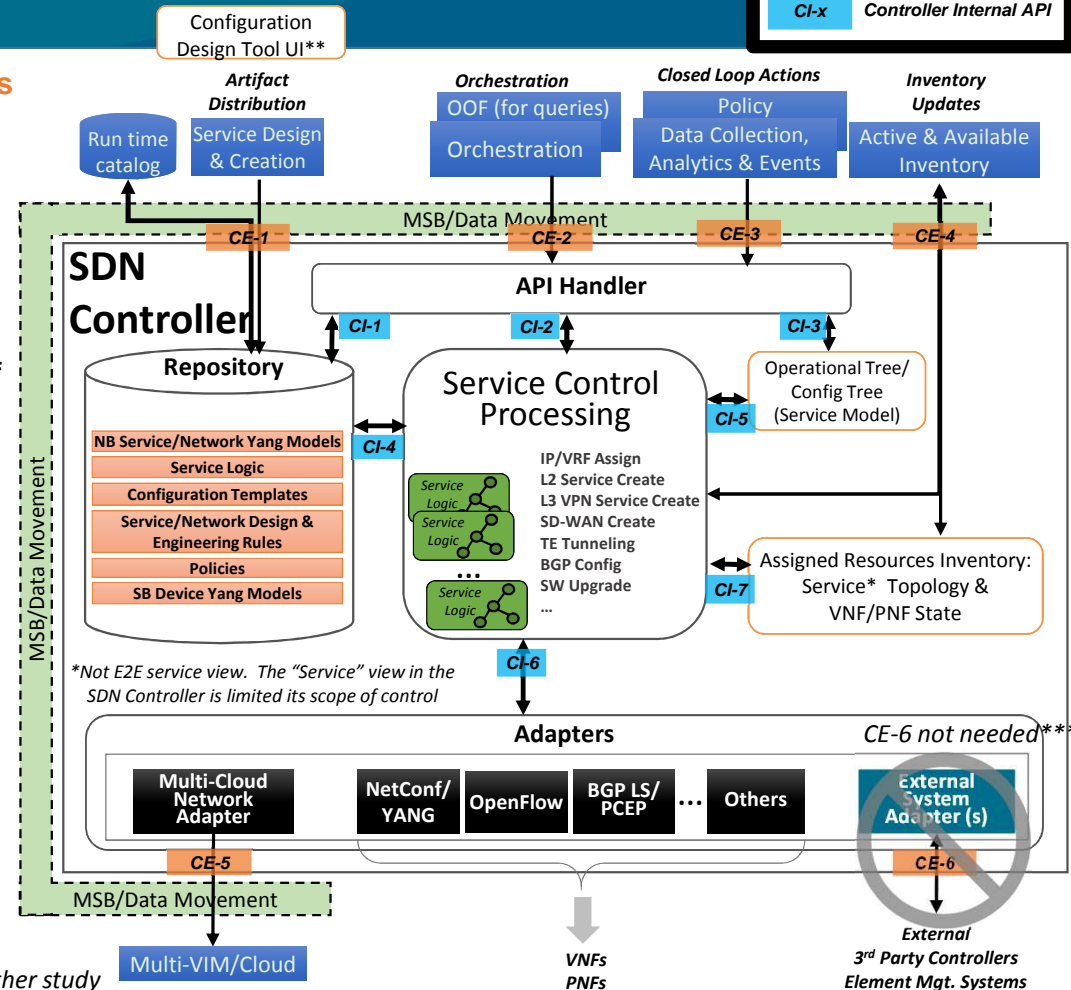 CI-x Controller Internal API
Configuration
Design Tool UI**
s
Artifact
Distribution
Orchestration
Closed Loop Actions
Inventory
Updates
Run time
catalog
Service Design
& Creation
OOF (for queries)
Orchestration
Policy
Data Collection,
Analytics & Events
Active & Available
Inventory
MSB/Data Movement
CE-1
CE-2
CE-3
CE-4
SDN
Controller
API Handler
CI-1
CI-2
CI-3
Repository
NB Service/Network Yang Models
Service Logic
Configuration Templates
Service/Network Design &
Engineering Rules
Policies
SB Device Yang Models
CI-4
Service Control
Processing
Service
Logic
Service
Logic
...
Service
Logic
IP/VRF Assign
L2 Service Create
L3 VPN Service Create
SD-WAN Create
TE Tunneling
BGP Config
SW Upgrade
...
CI-5
Operational Tree/
Config Tree
(Service Model)
CI-7
Assigned Resources Inventory:
Service* Topology &
VNF/PNF State
MSB/Data Movement
*Not E2E service view. The “Service” view in the
SDN Controller is limited its scope of control
CI-6
Adapters
CE-6 not needed***
Multi-Cloud
Network
Adapter
NetConf/
YANG
OpenFlow
BGP LS/
PCEP
...
Others
External
System
Adapter (s)
CE-5
CE-6
MSB/Data Movement
Multi-VIM/Cloud
VNFs
PNFs
External
3rd Party Controllers
Element Mgt. Systems
her study